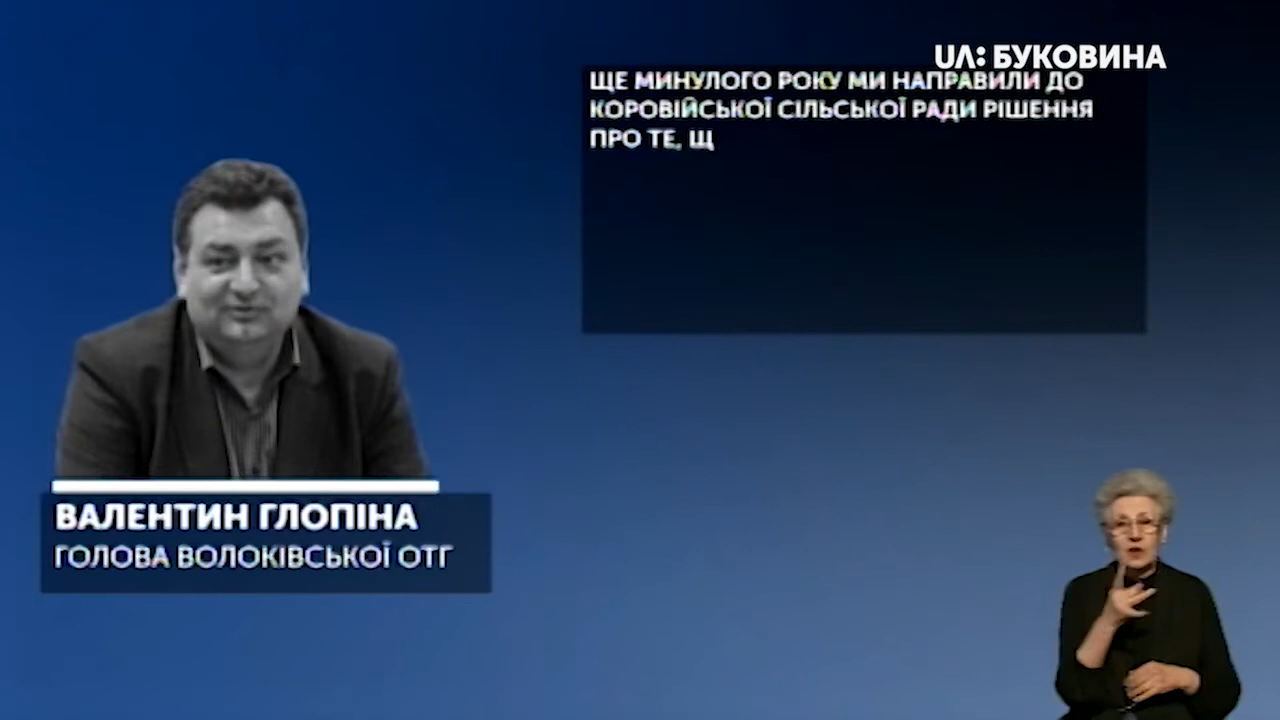 UA: БУКОВИНА
ЩЕ МИНУЛОГО РОКУ МИ НАПРАВИЛИ ДО
КОРОВІЙСЬКОЇ СІЛЬСЬКОЇ РАДИ РІШЕННЯ
ПРО ТЕ, Щ
ВАЛЕНТИН ГЛОПІНА
ГОЛОВА ВОЛОКІВСЬКОЇ ОТГ